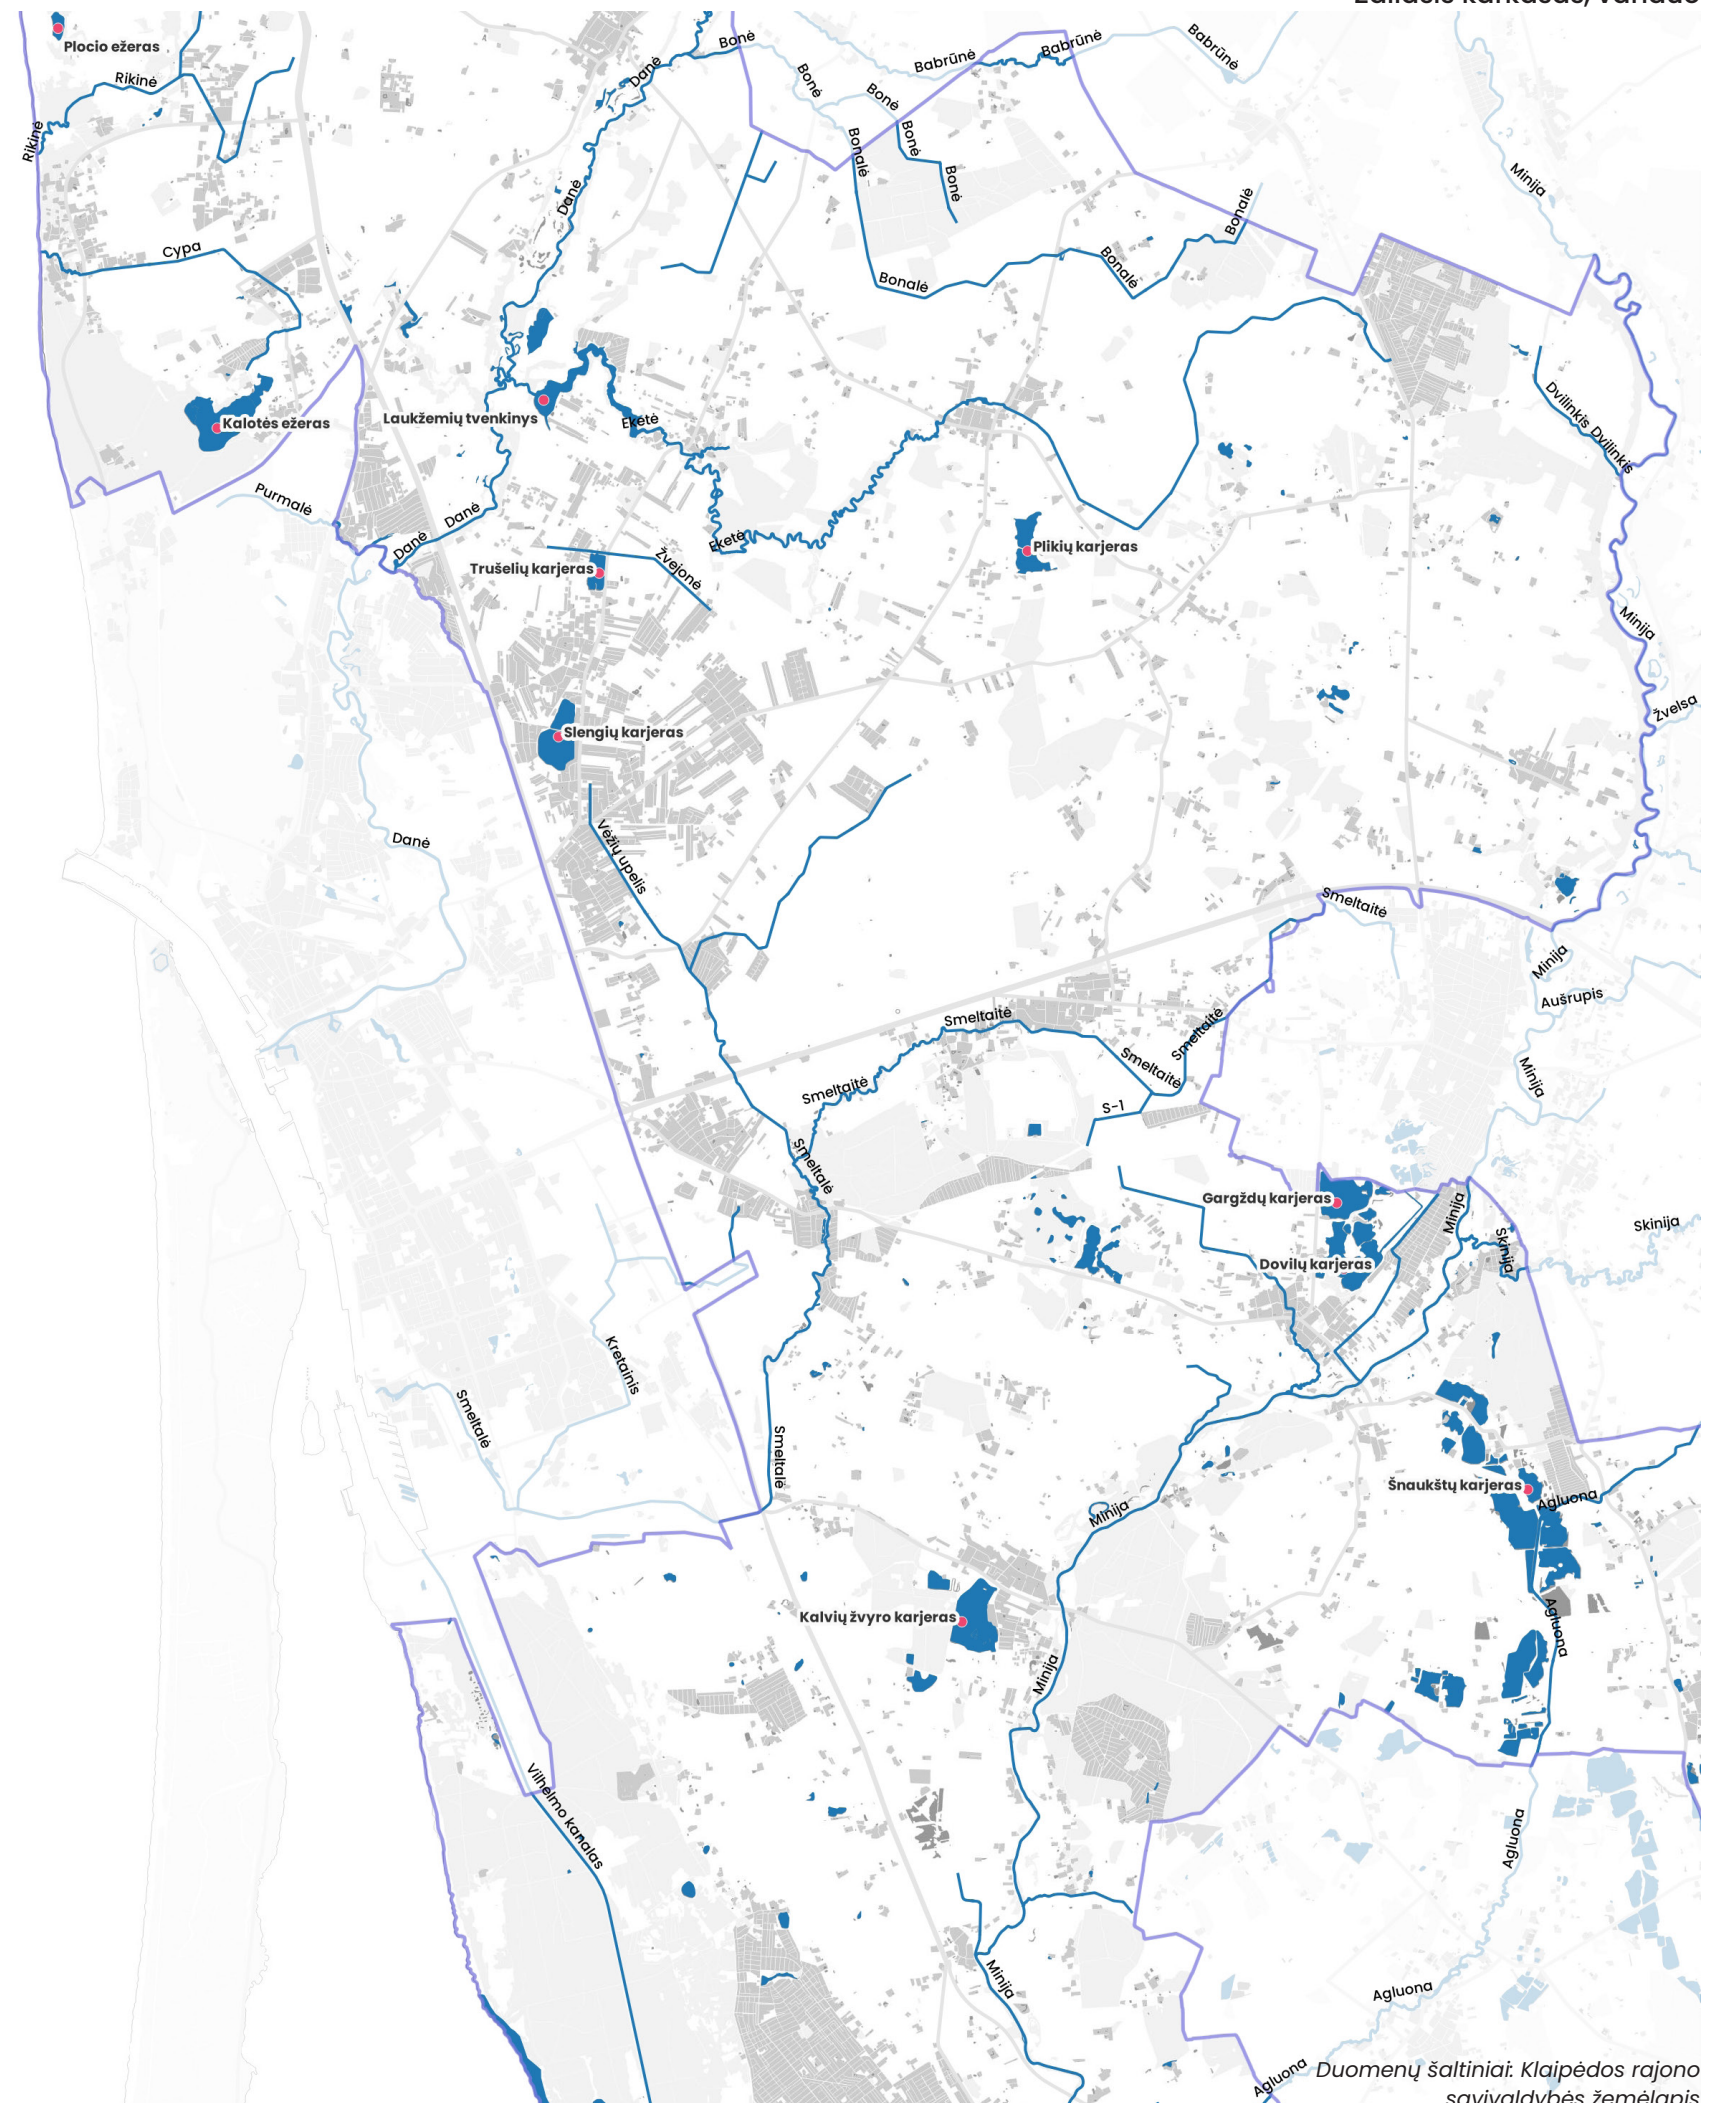 Plocio ežeras
Rikinė
Rikinė
Danė
Bonė
Bonė
Babrūnė
Babrūnė
Babrūnė
Bonė
Bonė
Bonalė
Bonė
Danė
Minija
Cypa
Bonalė
Bonalė
Bonalė
Laukžemių tvenkinys
Kalotės ežeras
Eketė
Dvilinkis
Dvilinkis
Purmalė
Danė
Danė
Eketė
Plikių karjeras
Trušelių karjeras
Žvejonė
Minija
Žvelsa
Slengių karjeras
Danė
Vėžių upelis
Smeltaitė
Minija
Aušrupis
Smeltaitė
Smeltaitė
Smeltaitė
Minija
Smeltaitė
S-1
Smeltalė
Gargždų karjeras
Minija
Skinija
Skinija
Dovilų karjeras
Kretainis
Smeltalė
Smeltalė
Šnaukštų karjeras
Agluona
Minija
Kalvių žvyro karjeras
Agluona
Minija
Vilhelmo kanalas
Agluona
Minija
Agluona
Agluona
Duomenų šaltiniai: Klaipėdos rajono
savivaldybės žemėlapis